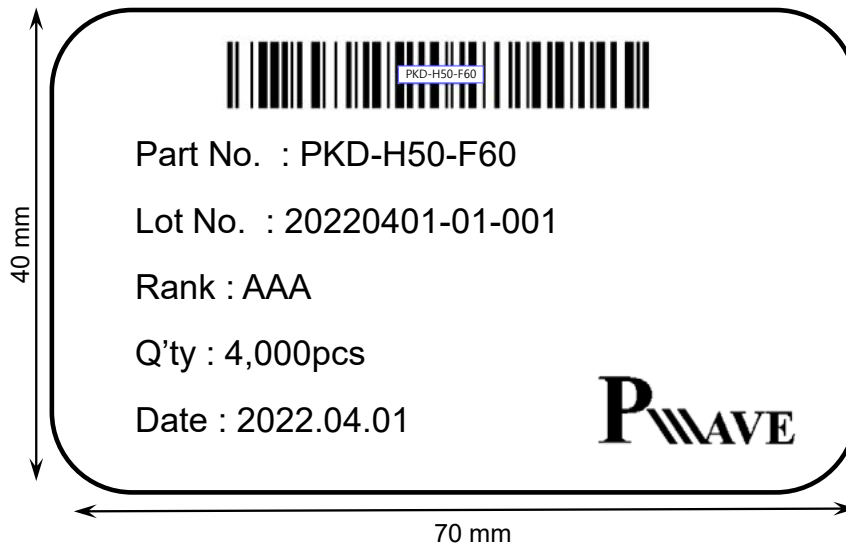 PKD-H50-F60
Part No. : PKD-H50-F60
Lot No. : 20220401-01-001
Rank : AAA
Q’ty : 4,000pcs
Date : 2022.04.01
PWAVE
40 mm
70 mm